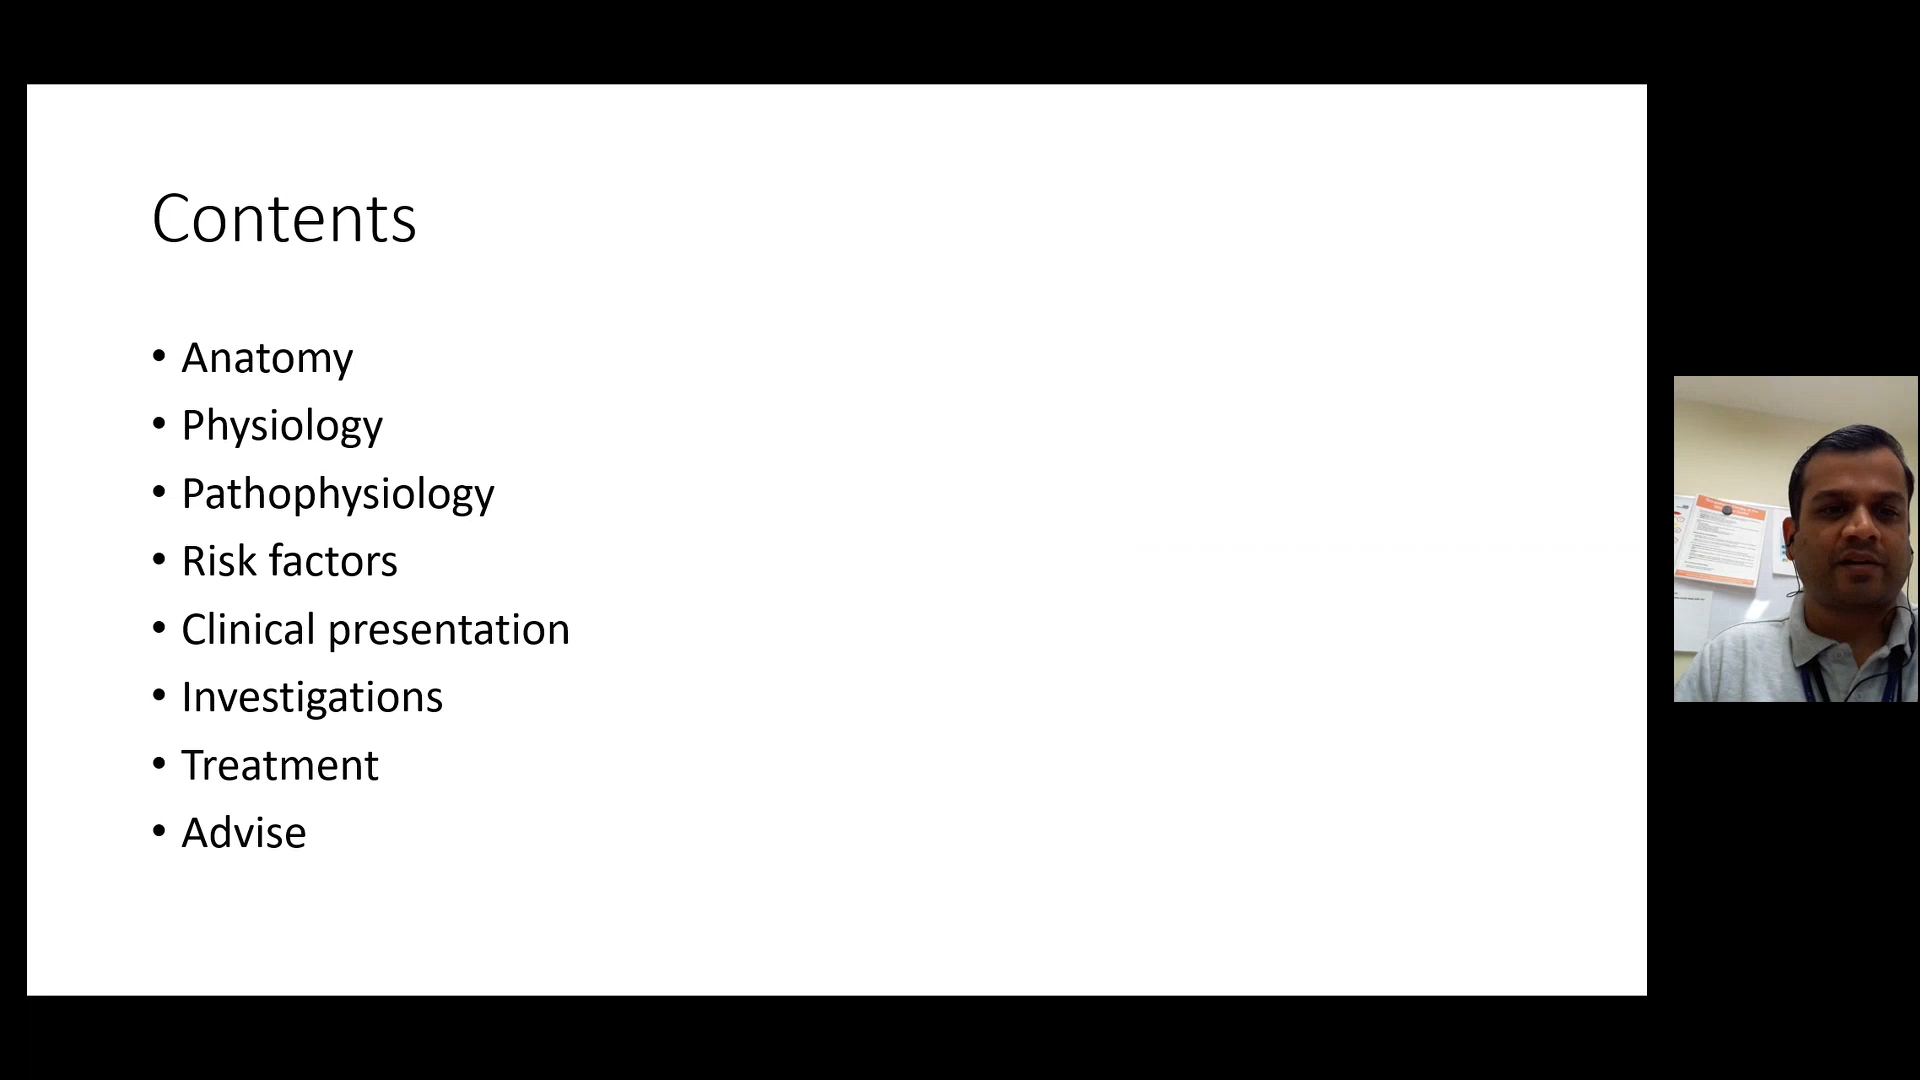 Contents
• Anatomy
• Physiology
• Pathophysiology
• Risk factors
• Clinical presentation
• Investigations
• Treatment
• Advise